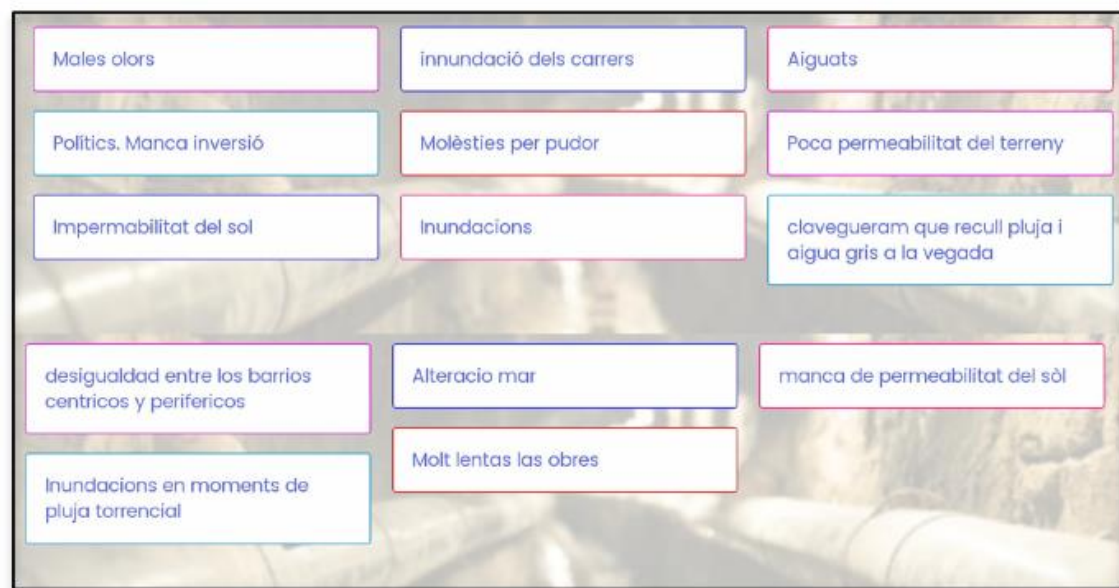 Males olors
innundació dels carrers
Aiguats
Polítics. Manca inversió
Molèsties per pudor
Poca permeabilitat del terreny
Impermabilitat del sol
Inundacions
clavegueram que recull pluja i
aigua gris a la vegada
desigualdad entre los barrios
centricos y perifericos
Alteracio mar
manca de permeabilitat del sòl
Inundacions en moments de
pluja torrencial
Molt lentas las obres